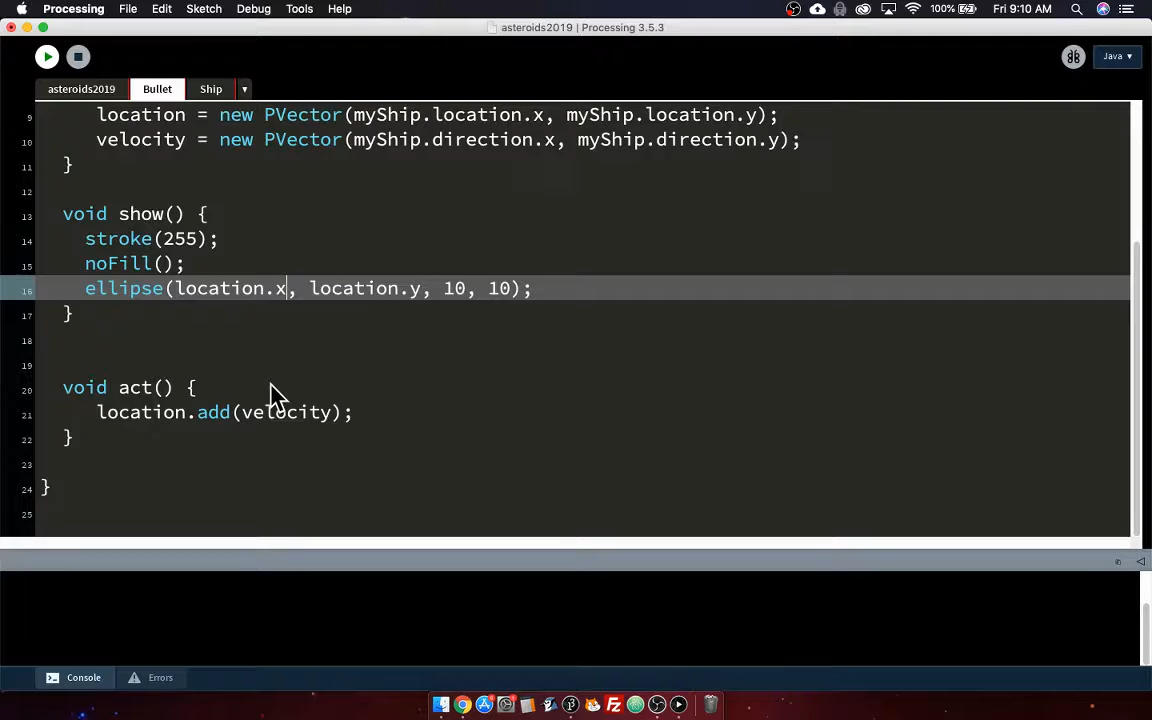 Processing File Edit Sketch Debug Tools Help 100% Fri 9:10 AM
asteroids2019 | Processing 3.5.3
Java ▾
asteroids2019 Bullet Ship ▾
9 location = new PVector(myShip.location.x, myShip.location.y);
10 velocity = new PVector(myShip.direction.x, myShip.direction.y);
11 }
12
13 void show() {
14 stroke(255);
15 noFill();
16 ellipse(location.x, location.y, 10, 10);
17 }
18
19
20 void act() {
21 location.add(velocity);
22 }
23
24 }
25
Console Errors